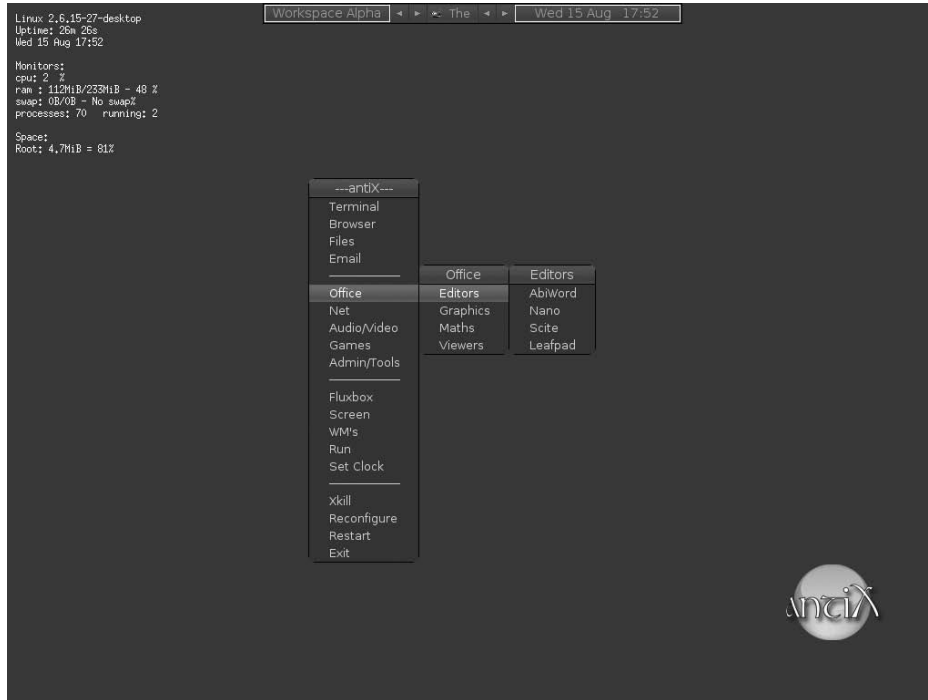 Linux 2.6.15-27-desktop
Uptime: 26m 26s
Wed 15 Aug 17:52
Monitors:
cpu: 2 %
ram : 112MiB/233MiB - 48 %
swap: 0B/0B - No swap%
processes: 70 running: 2
Space:
Root: 4.7MiB = 81%
Workspace Alpha The Wed 15 Aug 17:52
---antiX---
Terminal
Browser
Files
Email
Office
Net
Audio/Video
Games
Admin/Tools
Fluxbox
Screen
WM's
Run
Set Clock
Xkill
Reconfigure
Restart
Exit
Office
Editors
Graphics
Maths
Viewers
Editors
AbiWord
Nano
Scite
Leafpad
antiX